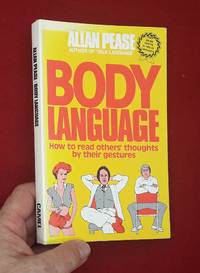 ALLAN PEASE
AUTHOR OF 'TALK LANGUAGE'
BODY
LANGUAGE
How to read others' thoughts
by their gestures
ALLAN PEASE BODY LANGUAGE
CAMEL